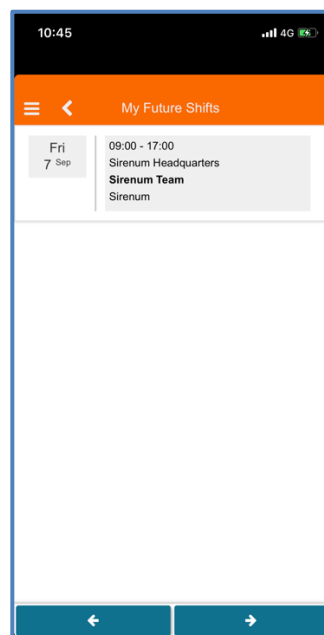 10:45
4G
My Future Shifts
Fri
7 Sep
09:00 - 17:00
Sirenum Headquarters
Sirenum Team
Sirenum